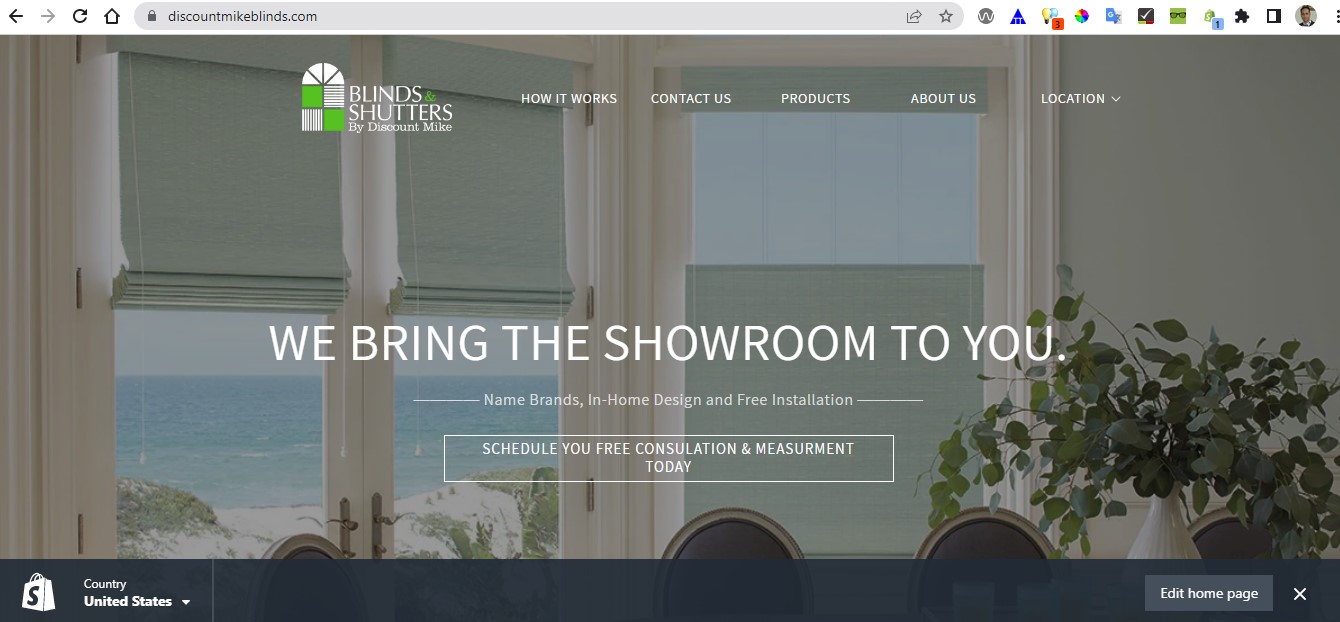 discountmikeblinds.com
3
1
BLINDS &
SHUTTERS
By Discount Mike
HOW IT WORKS
CONTACT US
PRODUCTS
ABOUT US
LOCATION
WE BRING THE SHOWROOM TO YOU.
Name Brands, In-Home Design and Free Installation
SCHEDULE YOU FREE CONSULATION & MEASURMENT
TODAY
Country
United States
Edit home page